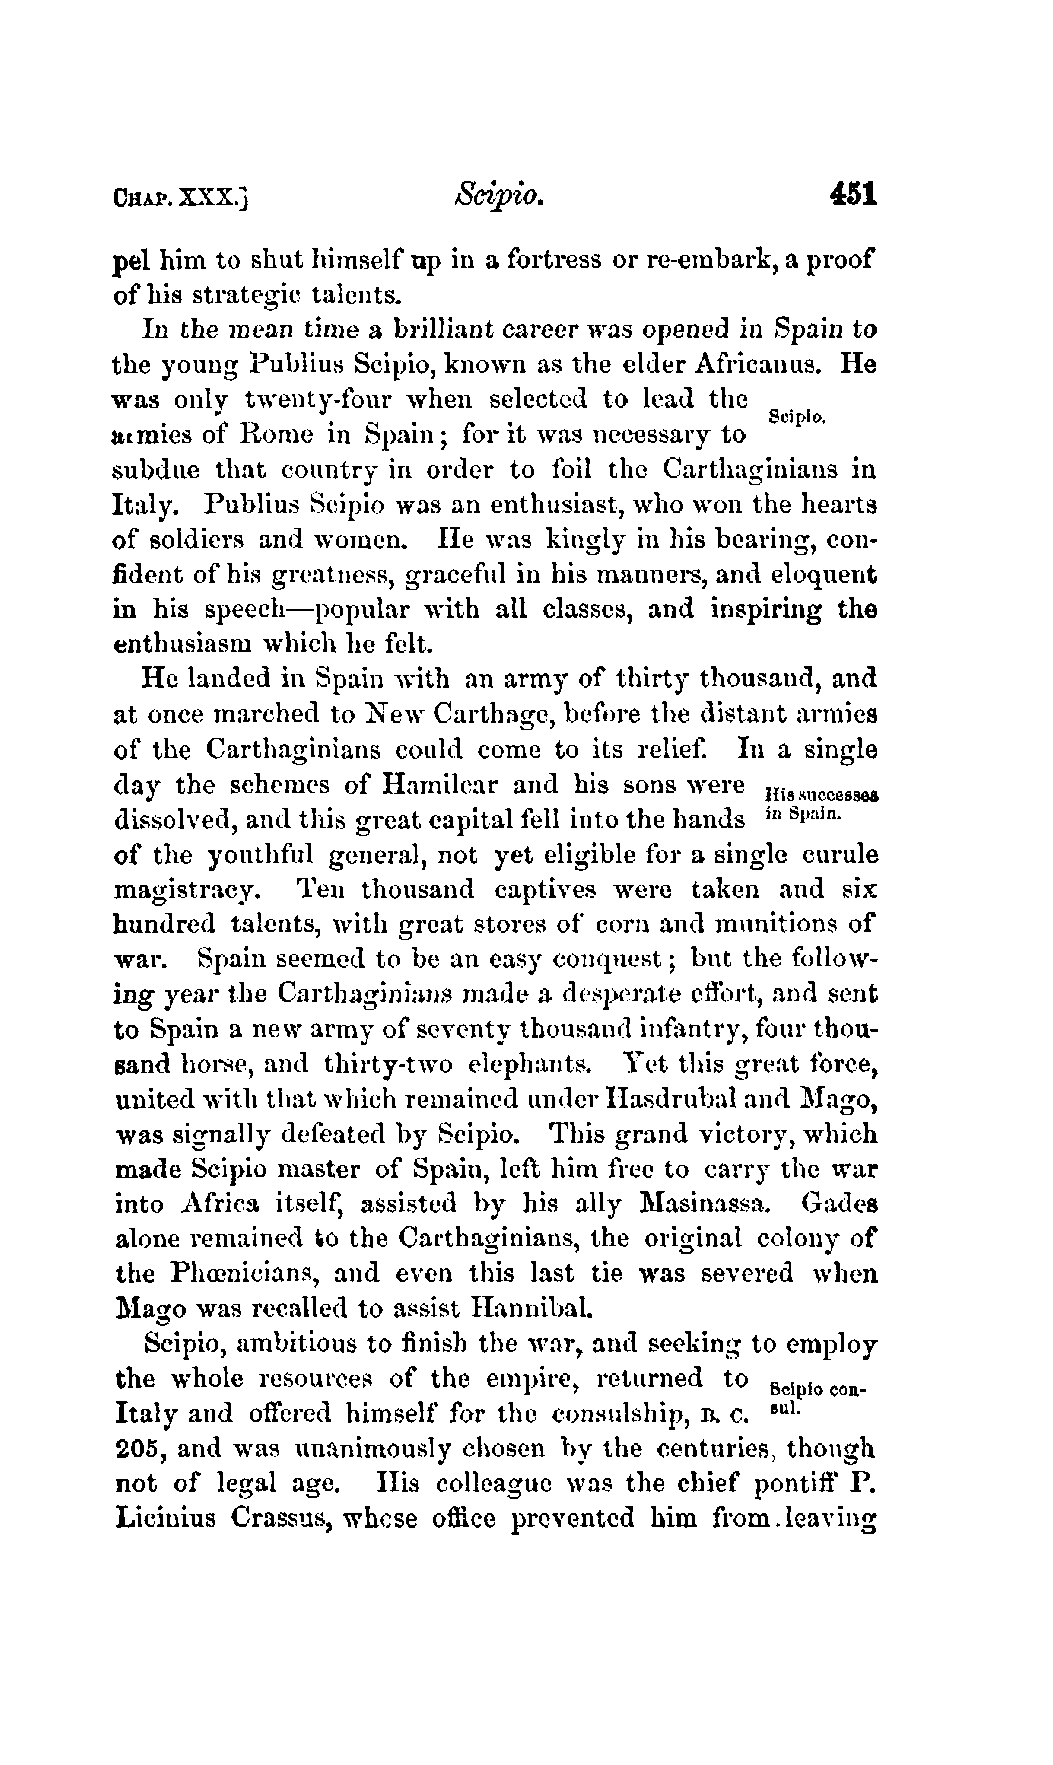 CHAP. XXX.] Scipio. 451
pel him to shut himself up in a fortress or re-embark, a proof
of his strategic talents.
In the mean time a brilliant career was opened in Spain to
the young Publius Scipio, known as the elder Africanus. He
was only twenty-four when selected to lead the
Scipio.
armies of Rome in Spain; for it was necessary to
subdue that country in order to foil the Carthaginians in
Italy. Publius Scipio was an enthusiast, who won the hearts
of soldiers and women. He was kingly in his bearing, con-
fident of his greatness, graceful in his manners, and eloquent
in his speech—popular with all classes, and inspiring the
enthusiasm which he felt.
He landed in Spain with an army of thirty thousand, and
at once marched to New Carthage, before the distant armies
of the Carthaginians could come to its relief. In a single
day the schemes of Hamilcar and his sons were
His successes
dissolved, and this great capital fell into the hands
in Spain.
of the youthful general, not yet eligible for a single curule
magistracy. Ten thousand captives were taken and six
hundred talents, with great stores of corn and munitions of
war. Spain seemed to be an easy conquest; but the follow-
ing year the Carthaginians made a desperate effort, and sent
to Spain a new army of seventy thousand infantry, four thou-
sand horse, and thirty-two elephants. Yet this great force,
united with that which remained under Hasdrubal and Mago,
was signally defeated by Scipio. This grand victory, which
made Scipio master of Spain, left him free to carry the war
into Africa itself, assisted by his ally Masinassa. Gades
alone remained to the Carthaginians, the original colony of
the Phœnicians, and even this last tie was severed when
Mago was recalled to assist Hannibal.
Scipio, ambitious to finish the war, and seeking to employ
the whole resources of the empire, returned to
Scipio con-
Italy and offered himself for the consulship, B. C.
sul.
205, and was unanimously chosen by the centuries, though
not of legal age. His colleague was the chief pontiff P.
Licinius Crassus, whose office prevented him from leaving